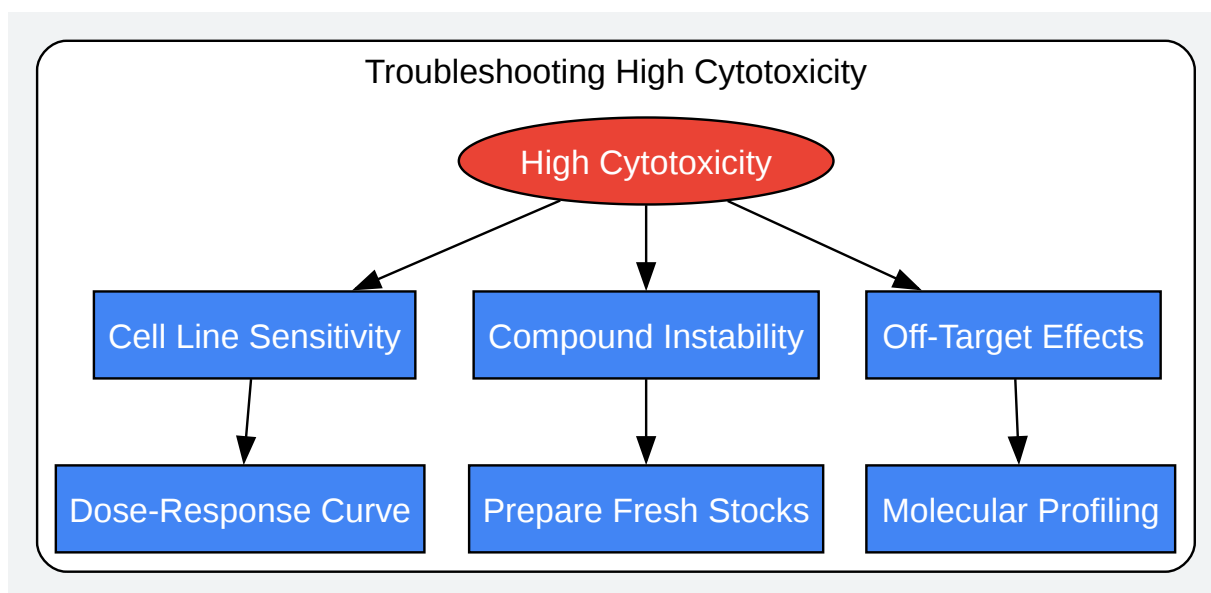 Troubleshooting High Cytotoxicity
High Cytotoxicity
Cell Line Sensitivity
Compound Instability
Off-Target Effects
Dose-Response Curve
Prepare Fresh Stocks
Molecular Profiling